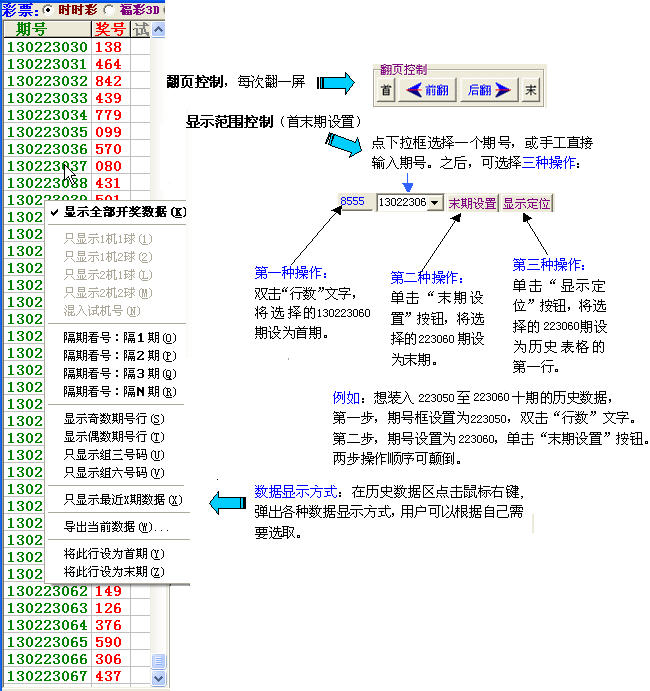 彩票: 时时彩 福彩3D
期号 奖号 试
130223030 138
130223031 464
130223032 842
130223033 439
130223034 779
130223035 099
130223036 570
130223037 080
130223038 431
显示全部开奖数据(K)
只显示1机1球(1)
只显示1机2球(2)
只显示2机1球(L)
只显示2机2球(M)
混入试机号(N)
隔期看号：隔1期(O)
隔期看号：隔2期(P)
隔期看号：隔3期(Q)
隔期看号：隔N期(R)
显示奇数期号行(S)
显示偶数期号行(T)
只显示组三号码(U)
只显示组六号码(V)
只显示最近X期数据(X)
导出当前数据(W)...
将此行设为首期(Y)
将此行设为末期(Z)
130223062 149
130223063 126
130223064 376
130223065 590
130223066 306
130223067 437
翻页控制，每次翻一屏
翻页控制
首 前翻 后翻 末
显示范围控制（首末期设置）
点下拉框选择一个期号，或手工直接
输入期号。之后，可选择三种操作：
8555 13022306 末期设置 显示定位
第一种操作：
双击“行数”文字，
将选择的130223060
期设为首期。
第二种操作：
单击“末期设
置”按钮，将选
择的223060期设
为末期。
第三种操作：
单击“显示定
位”按钮，将选
择的223060期设
为历史表格的
第一行。
例如：想装入223050至223060十期的历史数据，
第一步，期号框设置为223050，双击“行数”文字。
第二步，期号设置为223060，单击“末期设置”按钮。
两步操作顺序可颠倒。
数据显示方式：在历史数据区点击鼠标右键，
弹出各种数据显示方式，用户可以根据自己需
要选取。